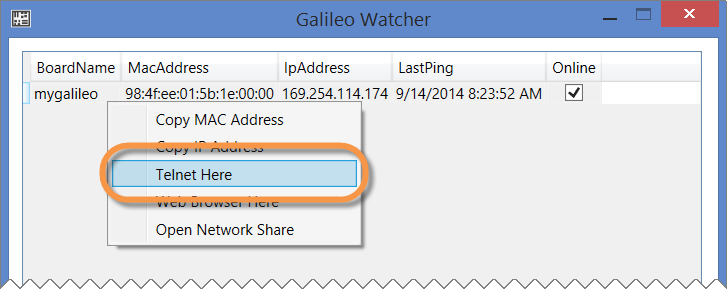 Galileo Watcher
BoardName MacAddress IpAddress LastPing Online
mygalileo 98:4f:ee:01:5b:1e:00:00 169.254.114.174 9/14/2014 8:23:52 AM
Copy MAC Address
Copy IP Address
Telnet Here
Web Browser Here
Open Network Share